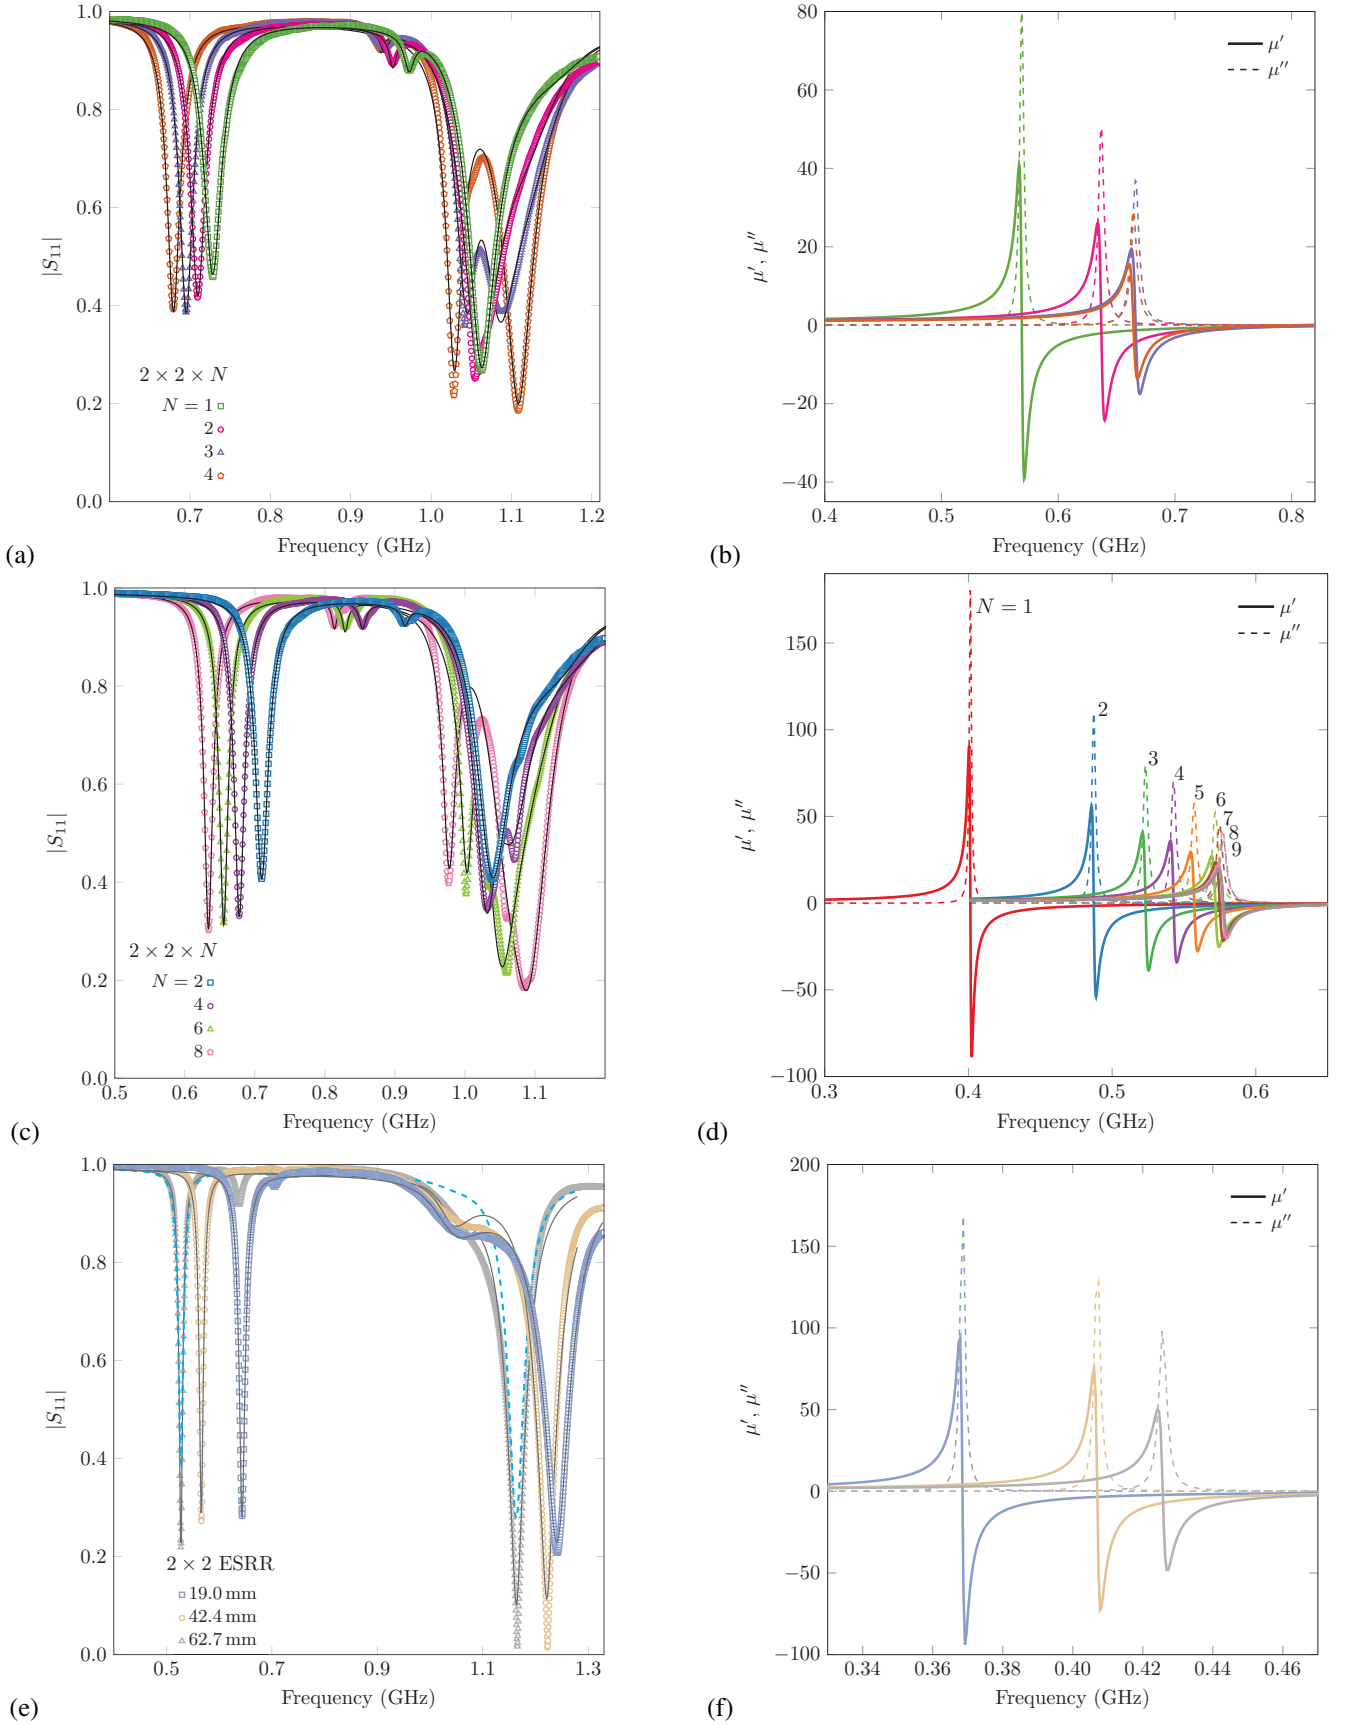 1.0
0.8
0.6
0.4
0.2
0.0
|S₁₁|
2 × 2 × N
N = 1
2
3
4
0.7 0.8 0.9 1.0 1.1 1.2
Frequency (GHz)
(a)
80
60
40
20
0
−20
−40
μ′, μ″
μ′
μ″
0.4 0.5 0.6 0.7 0.8
Frequency (GHz)
(b)
1.0
0.8
0.6
0.4
0.2
0.0
|S₁₁|
2 × 2 × N
N = 2
4
6
8
0.5 0.6 0.7 0.8 0.9 1.0 1.1
Frequency (GHz)
(c)
150
100
50
0
−50
−100
μ′, μ″
N = 1
2
3
4
5
6
7
8
9
μ′
μ″
0.3 0.4 0.5 0.6
Frequency (GHz)
(d)
1.0
0.8
0.6
0.4
0.2
0.0
|S₁₁|
2 × 2 ESRR
19.0 mm
42.4 mm
62.7 mm
0.5 0.7 0.9 1.1 1.3
Frequency (GHz)
(e)
200
150
100
50
0
−50
−100
μ′, μ″
μ′
μ″
0.34 0.36 0.38 0.40 0.42 0.44 0.46
Frequency (GHz)
(f)